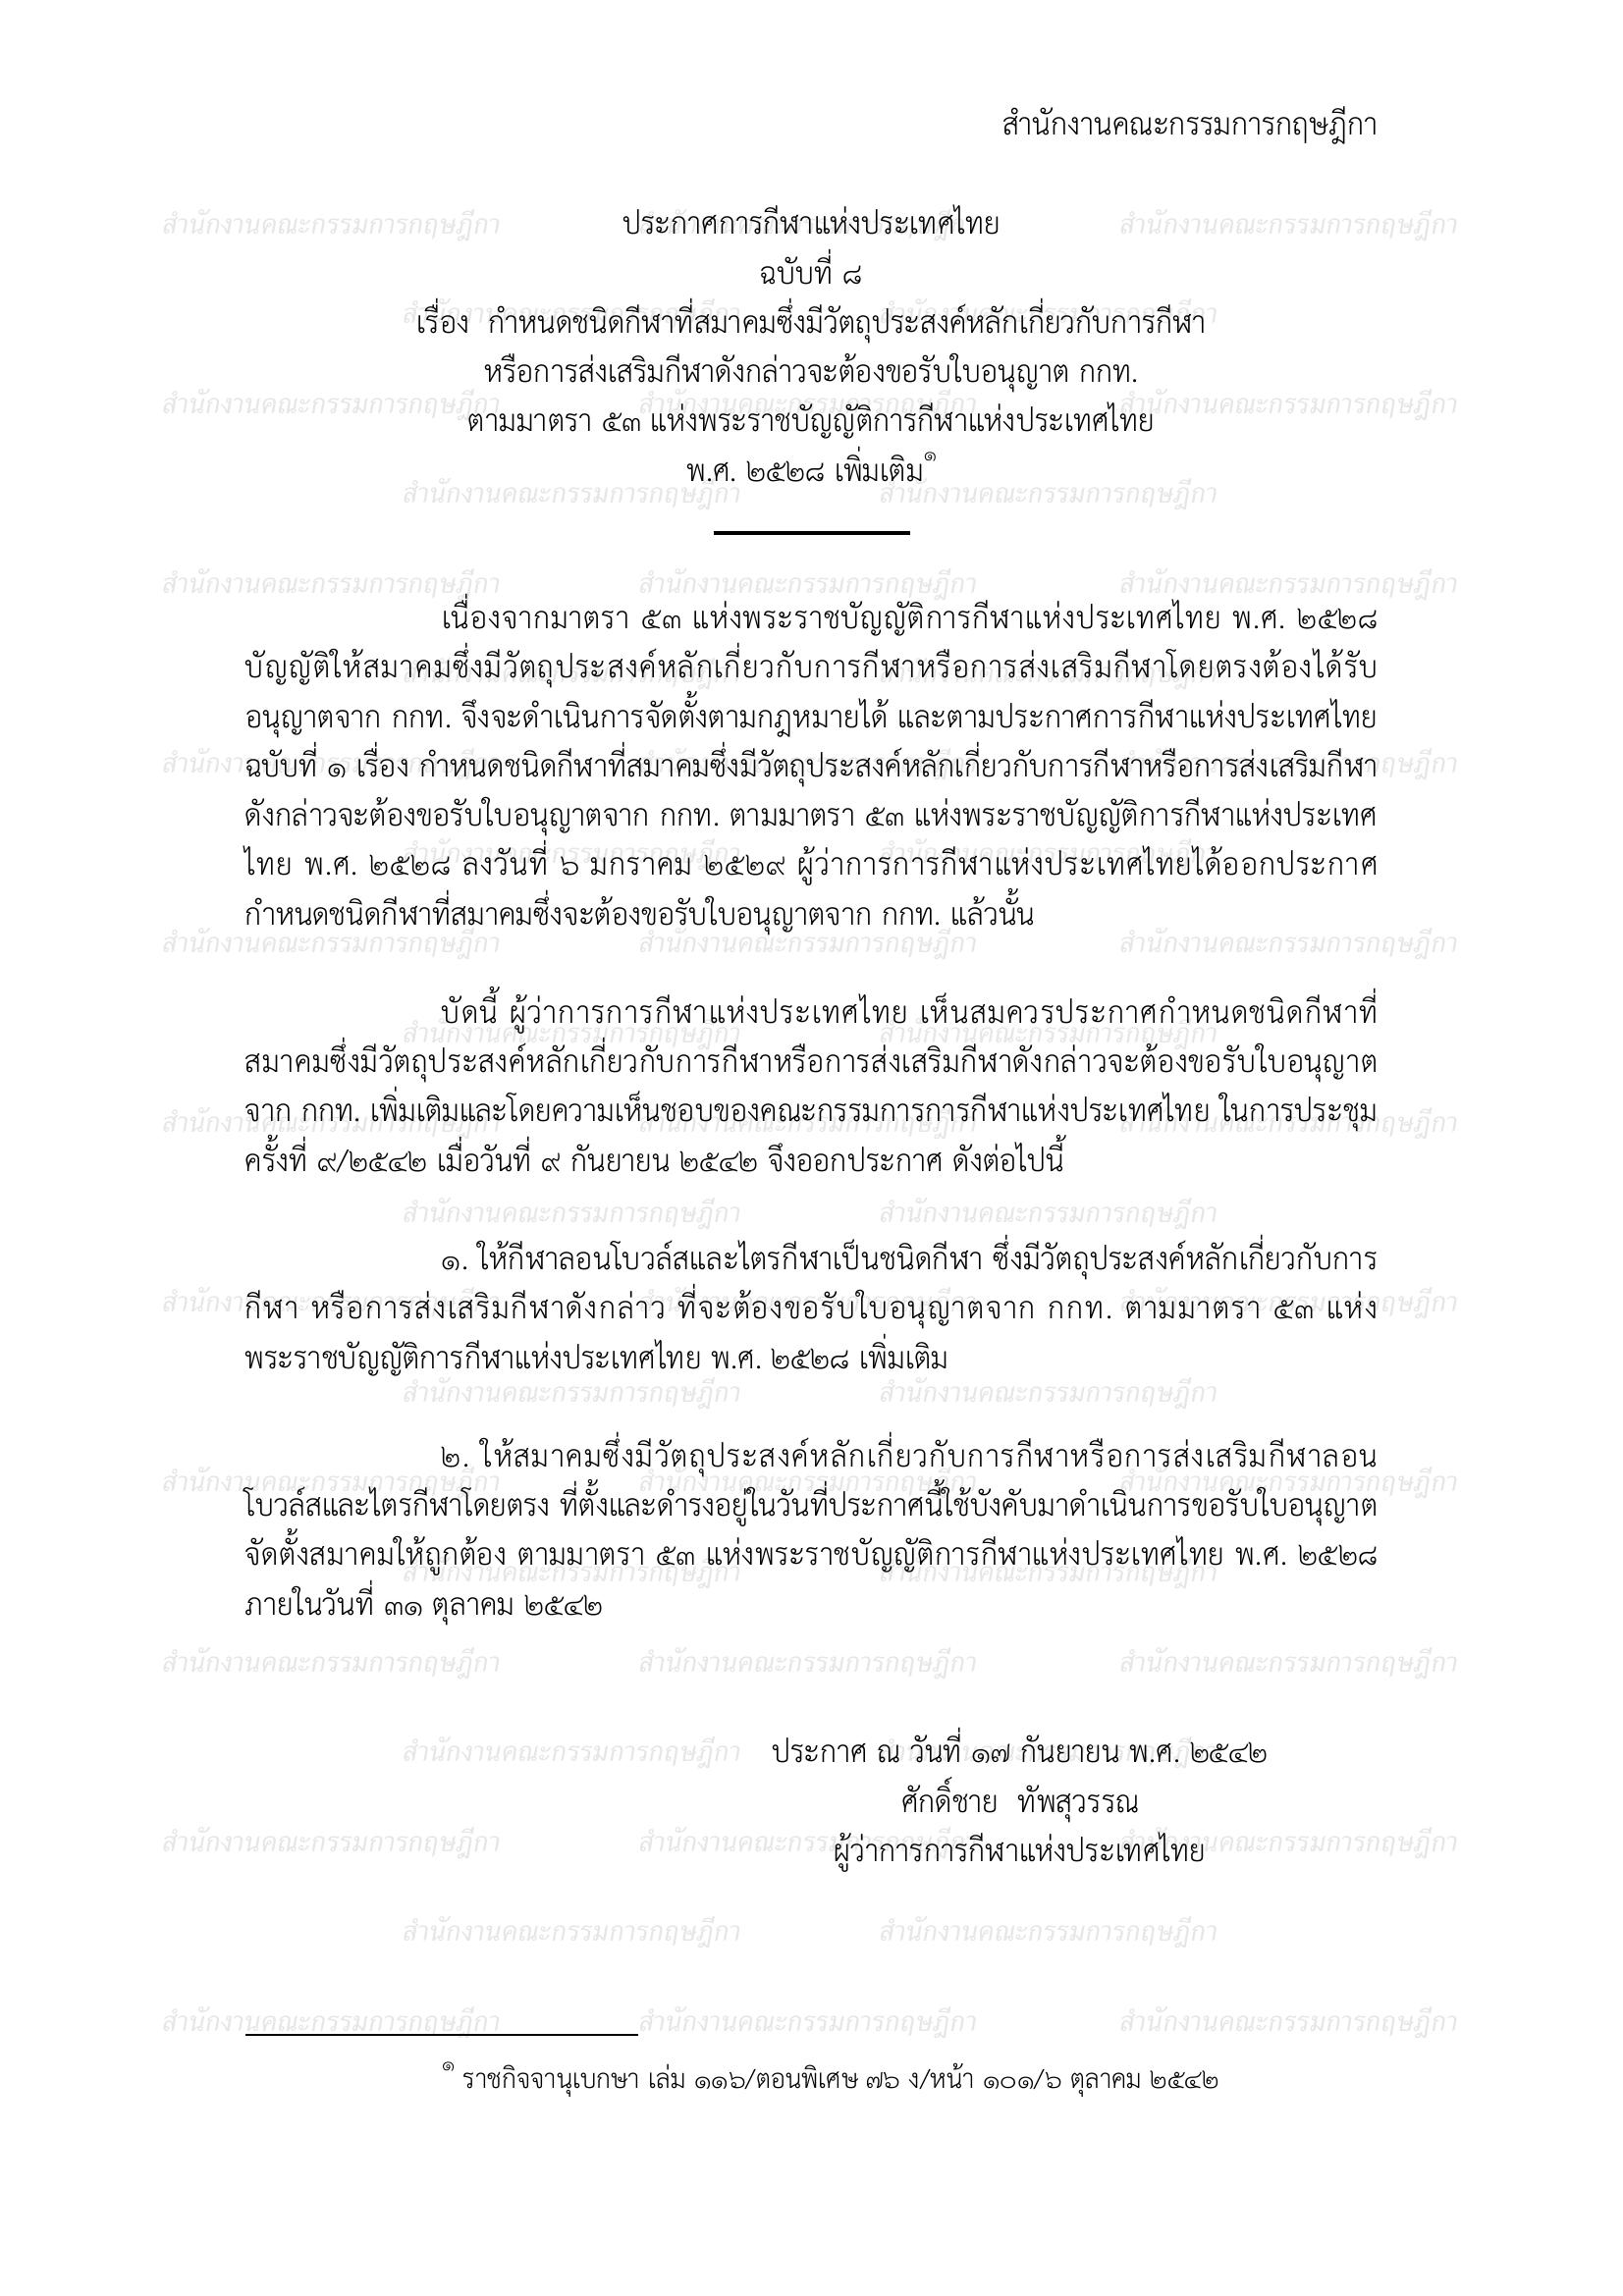 สำนักงานคณะกรรมการกฤษฎีกา
ประกาศการกีฬาแห่งประเทศไทย
ฉบับที่ ๘
เรื่อง กำหนดชนิดกีฬาที่สมาคมซึ่งมีวัตถุประสงค์หลักเกี่ยวกับการกีฬา
หรือการส่งเสริมกีฬาดังกล่าวจะต้องขอรับใบอนุญาต กกท.
ตามมาตรา ๕๓ แห่งพระราชบัญญัติการกีฬาแห่งประเทศไทย
พ.ศ. ๒๕๒๘ เพิ่มเติม๑
เนื่องจากมาตรา ๕๓ แห่งพระราชบัญญัติการกีฬาแห่งประเทศไทย พ.ศ. ๒๕๒๘
บัญญัติให้สมาคมซึ่งมีวัตถุประสงค์หลักเกี่ยวกับการกีฬาหรือการส่งเสริมกีฬาโดยตรงต้องได้รับ
อนุญาตจาก กกท. จึงจะดำเนินการจัดตั้งตามกฎหมายได้ และตามประกาศการกีฬาแห่งประเทศไทย
ฉบับที่ ๑ เรื่อง กำหนดชนิดกีฬาที่สมาคมซึ่งมีวัตถุประสงค์หลักเกี่ยวกับการกีฬาหรือการส่งเสริมกีฬา
ดังกล่าวจะต้องขอรับใบอนุญาตจาก กกท. ตามมาตรา ๕๓ แห่งพระราชบัญญัติการกีฬาแห่งประเทศ
ไทย พ.ศ. ๒๕๒๘ ลงวันที่ ๖ มกราคม ๒๕๒๙ ผู้ว่าการการกีฬาแห่งประเทศไทยได้ออกประกาศ
กำหนดชนิดกีฬาที่สมาคมซึ่งจะต้องขอรับใบอนุญาตจาก กกท. แล้วนั้น
บัดนี้ ผู้ว่าการการกีฬาแห่งประเทศไทย เห็นสมควรประกาศกำหนดชนิดกีฬาที่
สมาคมซึ่งมีวัตถุประสงค์หลักเกี่ยวกับการกีฬาหรือการส่งเสริมกีฬาดังกล่าวจะต้องขอรับใบอนุญาต
จาก กกท. เพิ่มเติมและโดยความเห็นชอบของคณะกรรมการการกีฬาแห่งประเทศไทย ในการประชุม
ครั้งที่ ๙/๒๕๔๒ เมื่อวันที่ ๙ กันยายน ๒๕๔๒ จึงออกประกาศ ดังต่อไปนี้
๑. ให้กีฬาลอนโบวล์สและไตรกีฬาเป็นชนิดกีฬา ซึ่งมีวัตถุประสงค์หลักเกี่ยวกับการ
กีฬา หรือการส่งเสริมกีฬาดังกล่าว ที่จะต้องขอรับใบอนุญาตจาก กกท. ตามมาตรา ๕๓ แห่ง
พระราชบัญญัติการกีฬาแห่งประเทศไทย พ.ศ. ๒๕๒๘ เพิ่มเติม
๒. ให้สมาคมซึ่งมีวัตถุประสงค์หลักเกี่ยวกับการกีฬาหรือการส่งเสริมกีฬาลอน
โบวล์สและไตรกีฬาโดยตรง ที่ตั้งและดำรงอยู่ในวันที่ประกาศนี้ใช้บังคับมาดำเนินการขอรับใบอนุญาต
จัดตั้งสมาคมให้ถูกต้อง ตามมาตรา ๕๓ แห่งพระราชบัญญัติการกีฬาแห่งประเทศไทย พ.ศ. ๒๕๒๘
ภายในวันที่ ๓๑ ตุลาคม ๒๕๔๒
ประกาศ ณ วันที่ ๑๗ กันยายน พ.ศ. ๒๕๔๒
ศักดิ์ชาย ทัพสุวรรณ
ผู้ว่าการการกีฬาแห่งประเทศไทย
๑ ราชกิจจานุเบกษา เล่ม ๑๑๖/ตอนพิเศษ ๗๖ ง/หน้า ๑๐๑/๖ ตุลาคม ๒๕๔๒